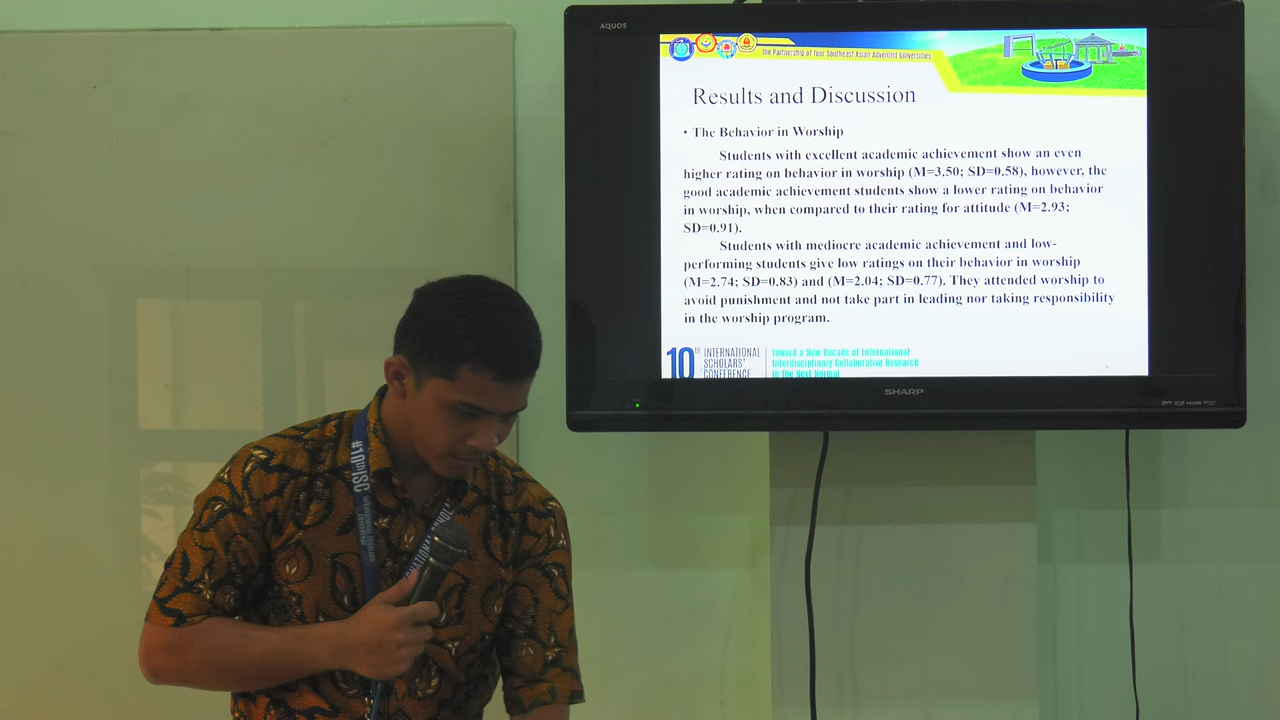 AQUOS
The Partnership of four Southeast Asian Adventist Universities
Results and Discussion
• The Behavior in Worship
Students with excellent academic achievement show an even
higher rating on behavior in worship (M=3.50; SD=0.58), however, the
good academic achievement students show a lower rating on behavior
in worship, when compared to their rating for attitude (M=2.93;
SD=0.91).
Students with mediocre academic achievement and low-
performing students give low ratings on their behavior in worship
(M=2.74; SD=0.83) and (M=2.04; SD=0.77). They attended worship to
avoid punishment and not take part in leading nor taking responsibility
in the worship program.
10th INTERNATIONAL
SCHOLARS'
CONFERENCE
Toward a New Decade of International
Interdisciplinary Collaborative Research
in the Next Normal
SHARP
#10thISC